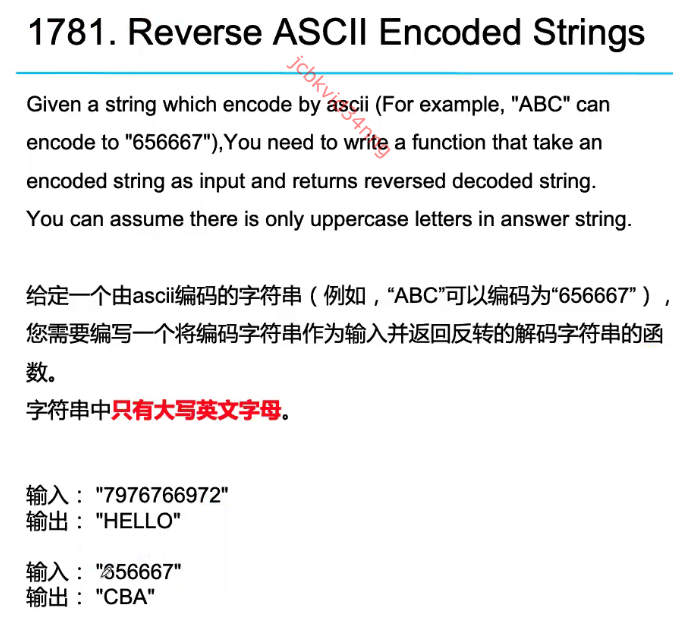 1781. Reverse ASCII Encoded Strings
Given a string which encode by ascii (For example, "ABC" can
encode to "656667"),You need to write a function that take an
encoded string as input and returns reversed decoded string.
You can assume there is only uppercase letters in answer string.
给定一个由ascii编码的字符串（例如，“ABC”可以编码为“656667”），
您需要编写一个将编码字符串作为输入并返回反转的解码字符串的函
数。
字符串中只有大写英文字母。
输入： "7976766972"
输出： "HELLO"
输入： "656667"
输出： "CBA"